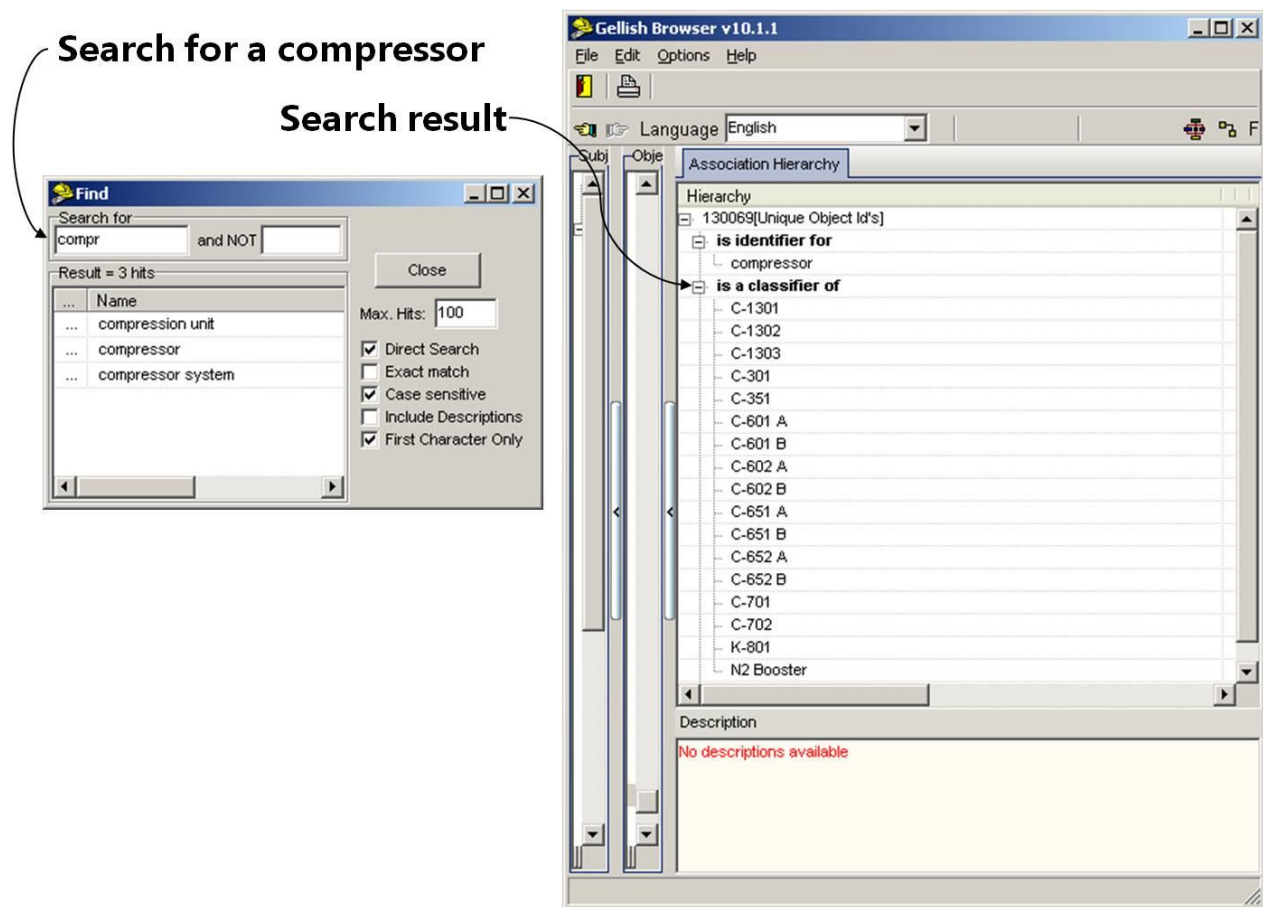 Search for a compressor
Search result
Find
Search for
compr and NOT
Result = 3 hits
... Name
... compression unit
... compressor
... compressor system
Close
Max. Hits: 100
Direct Search
Exact match
Case sensitive
Include Descriptions
First Character Only
Gellish Browser v10.1.1
File Edit Options Help
Language English F
Subj Obje Association Hierarchy
Hierarchy
130069[Unique Object Id's]
is identifier for
compressor
is a classifier of
C-1301
C-1302
C-1303
C-301
C-351
C-601 A
C-601 B
C-602 A
C-602 B
C-651 A
C-651 B
C-652 A
C-652 B
C-701
C-702
K-801
N2 Booster
Description
No descriptions available